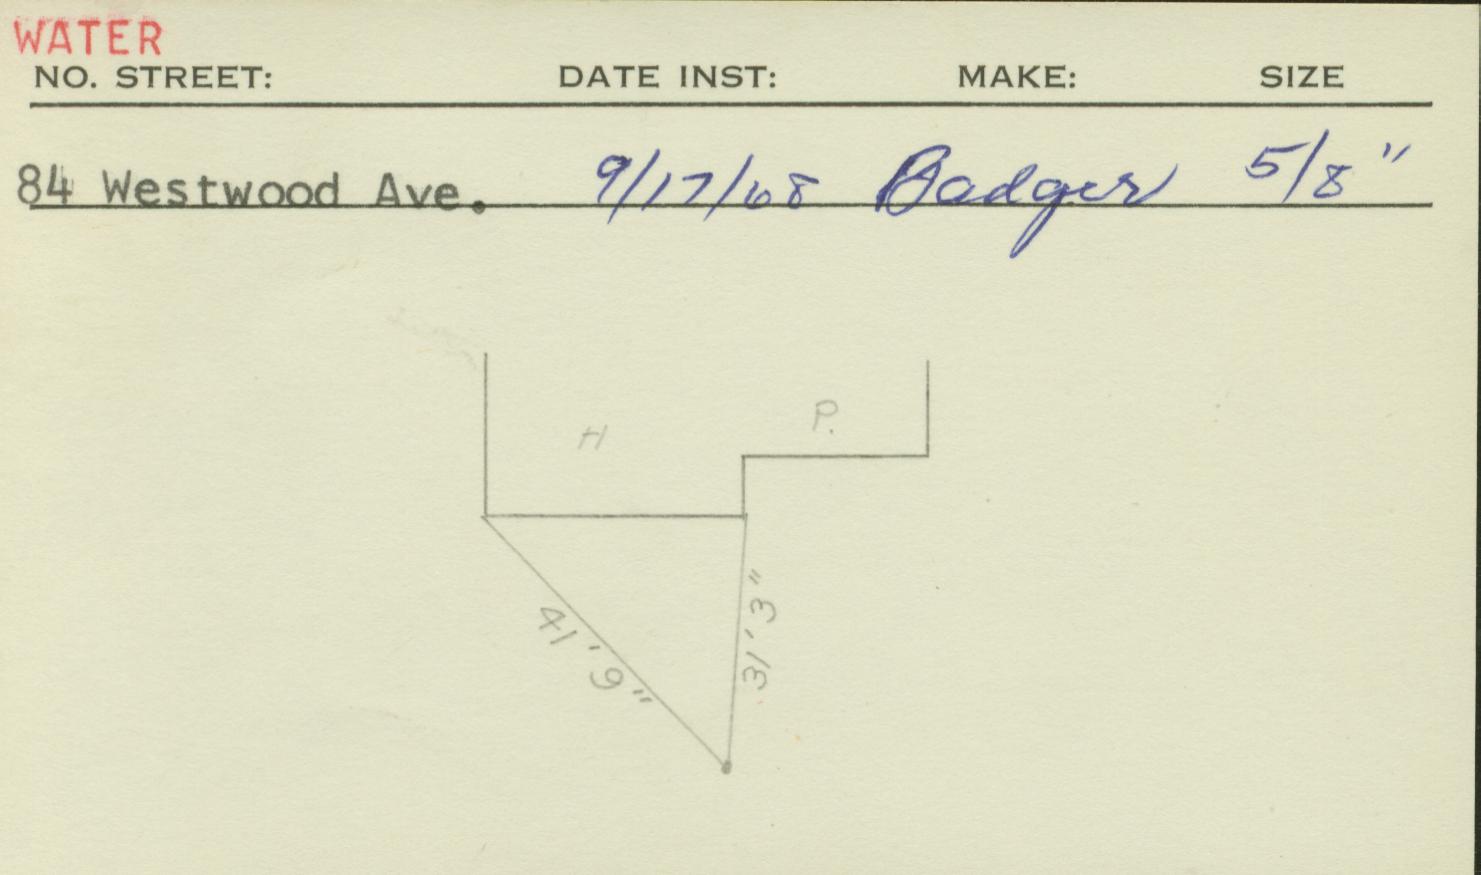 WATER
NO. STREET: DATE INST: MAKE: SIZE
84 Westwood Ave. 9/17/68 Badger 5/8"
H P.
41'9" 31'3"